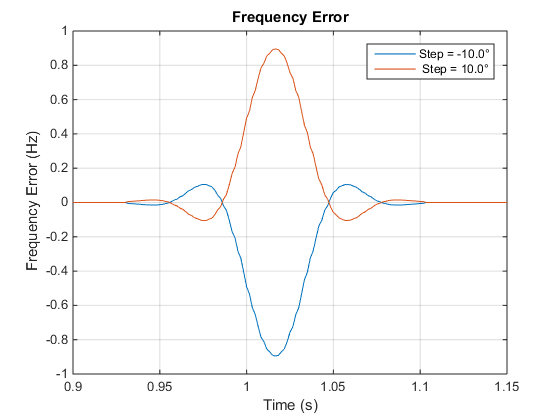 Frequency Error
Step = -10.0°
Step = 10.0°
Frequency Error (Hz)
1
0.8
0.6
0.4
0.2
0
-0.2
-0.4
-0.6
-0.8
-1
0.9 0.95 1 1.05 1.1 1.15
Time (s)